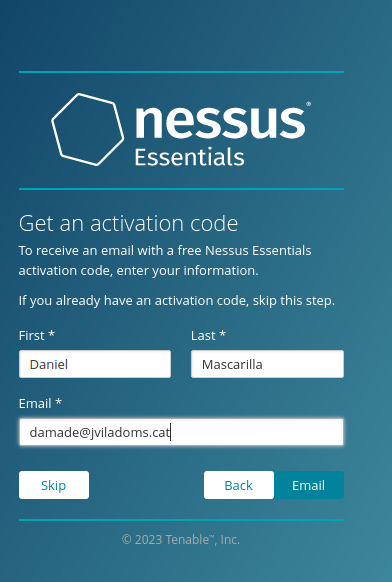 nessus®
Essentials
Get an activation code
To receive an email with a free Nessus Essentials
activation code, enter your information.
If you already have an activation code, skip this step.
First * Last *
Daniel Mascarilla
Email *
damade@jviladoms.cat
Skip Back Email
© 2023 Tenable™, Inc.